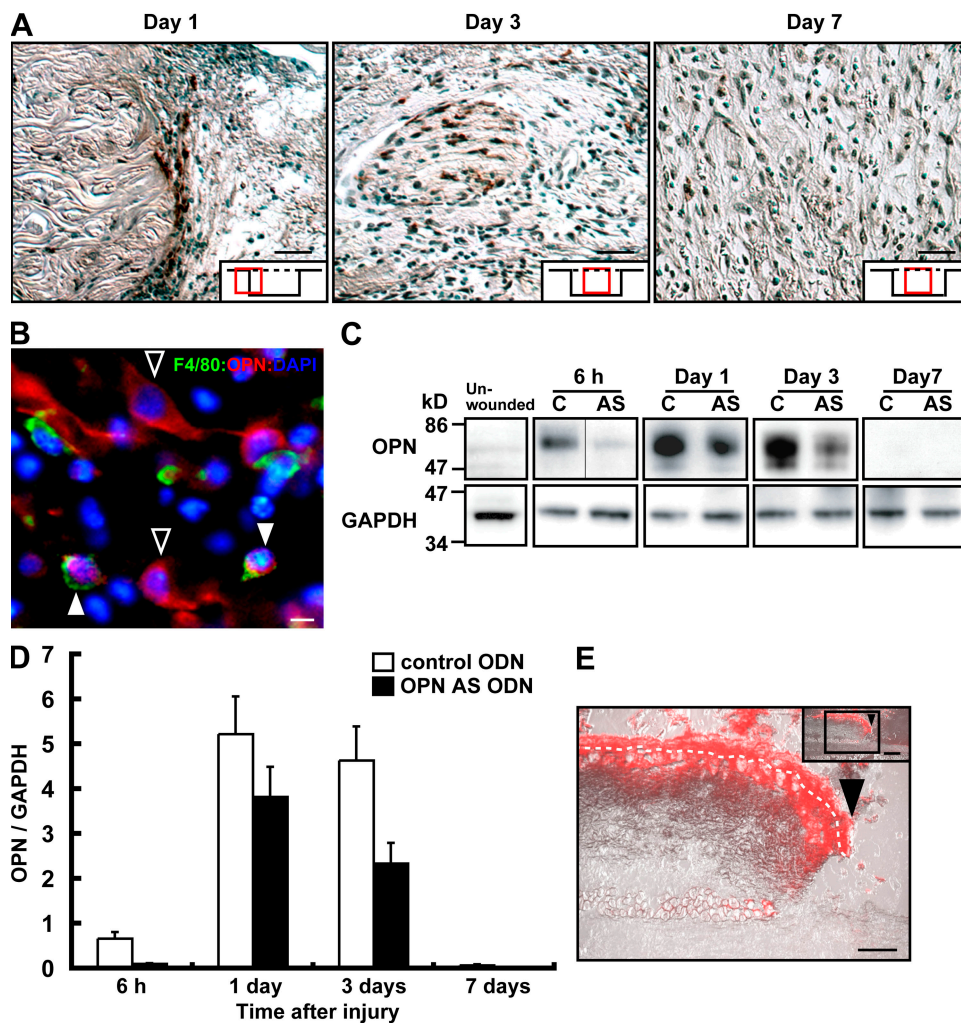 A
Day 1
Day 3
Day 7
B
F4/80:OPN:DAPI
C
kD
Un-
wounded
6 h
Day 1
Day 3
Day7
C AS
C AS
C AS
C AS
OPN
86
47
GAPDH
47
34
D
OPN / GAPDH
7
6
5
4
3
2
1
0
control ODN
OPN AS ODN
6 h
1 day
3 days
7 days
Time after injury
E